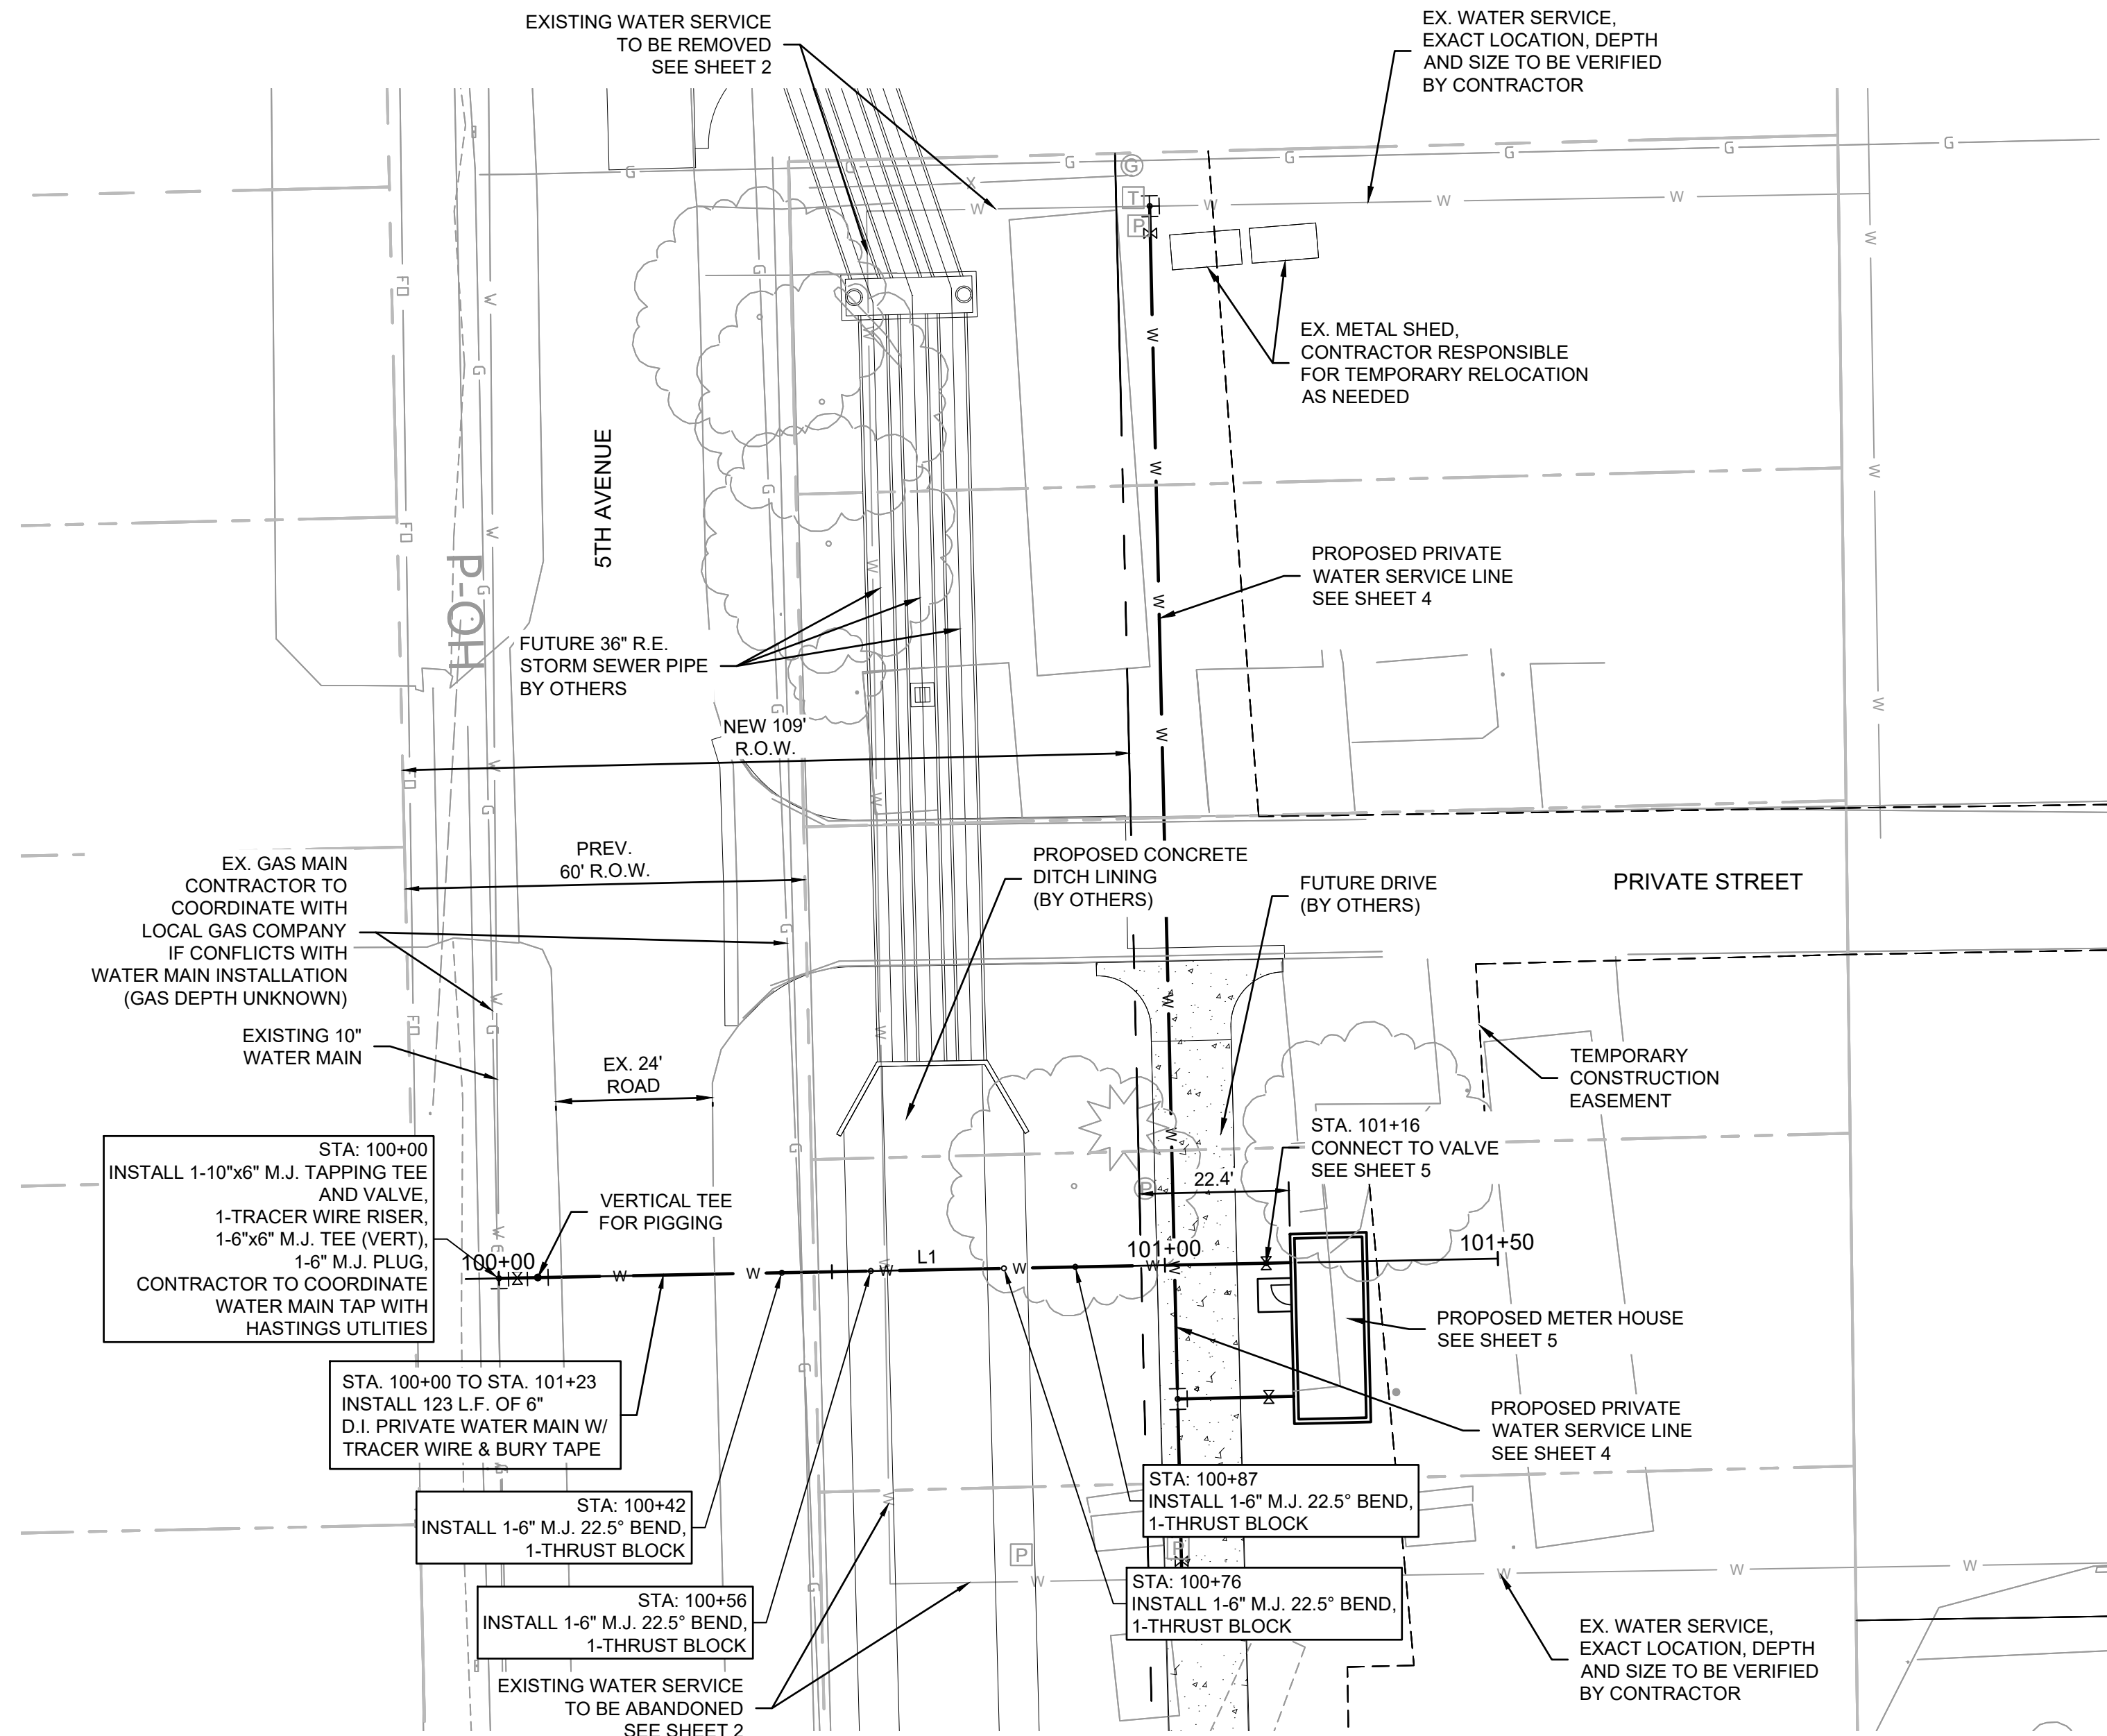 EXISTING WATER SERVICE
TO BE REMOVED
SEE SHEET 2
EX. WATER SERVICE,
EXACT LOCATION, DEPTH
AND SIZE TO BE VERIFIED
BY CONTRACTOR
G
G
G
G
G
G
X
W
T
W
W
W
P
EX. METAL SHED,
CONTRACTOR RESPONSIBLE
FOR TEMPORARY RELOCATION
AS NEEDED
5TH AVENUE
P-OH
FO
FO
FO
FO
PROPOSED PRIVATE
WATER SERVICE LINE
SEE SHEET 4
FUTURE 36" R.E.
STORM SEWER PIPE
BY OTHERS
NEW 109'
R.O.W.
PREV.
60' R.O.W.
EX. GAS MAIN
CONTRACTOR TO
COORDINATE WITH
LOCAL GAS COMPANY
IF CONFLICTS WITH
WATER MAIN INSTALLATION
(GAS DEPTH UNKNOWN)
PROPOSED CONCRETE
DITCH LINING
(BY OTHERS)
FUTURE DRIVE
(BY OTHERS)
PRIVATE STREET
EXISTING 10"
WATER MAIN
EX. 24'
ROAD
TEMPORARY
CONSTRUCTION
EASEMENT
STA. 101+16
CONNECT TO VALVE
SEE SHEET 5
22.4'
P
STA: 100+00
INSTALL 1-10"x6" M.J. TAPPING TEE
AND VALVE,
1-TRACER WIRE RISER,
1-6"x6" M.J. TEE (VERT),
1-6" M.J. PLUG,
CONTRACTOR TO COORDINATE
WATER MAIN TAP WITH
HASTINGS UTLITIES
VERTICAL TEE
FOR PIGGING
100+00
W
W
W
L1
W
W
101+00
101+50
PROPOSED METER HOUSE
SEE SHEET 5
STA. 100+00 TO STA. 101+23
INSTALL 123 L.F. OF 6"
D.I. PRIVATE WATER MAIN W/
TRACER WIRE & BURY TAPE
PROPOSED PRIVATE
WATER SERVICE LINE
SEE SHEET 4
STA: 100+42
INSTALL 1-6" M.J. 22.5° BEND,
1-THRUST BLOCK
STA: 100+87
INSTALL 1-6" M.J. 22.5° BEND,
1-THRUST BLOCK
P
P
W
W
W
W
STA: 100+56
INSTALL 1-6" M.J. 22.5° BEND,
1-THRUST BLOCK
STA: 100+76
INSTALL 1-6" M.J. 22.5° BEND,
1-THRUST BLOCK
EXISTING WATER SERVICE
TO BE ABANDONED
SEE SHEET 2
EX. WATER SERVICE,
EXACT LOCATION, DEPTH
AND SIZE TO BE VERIFIED
BY CONTRACTOR